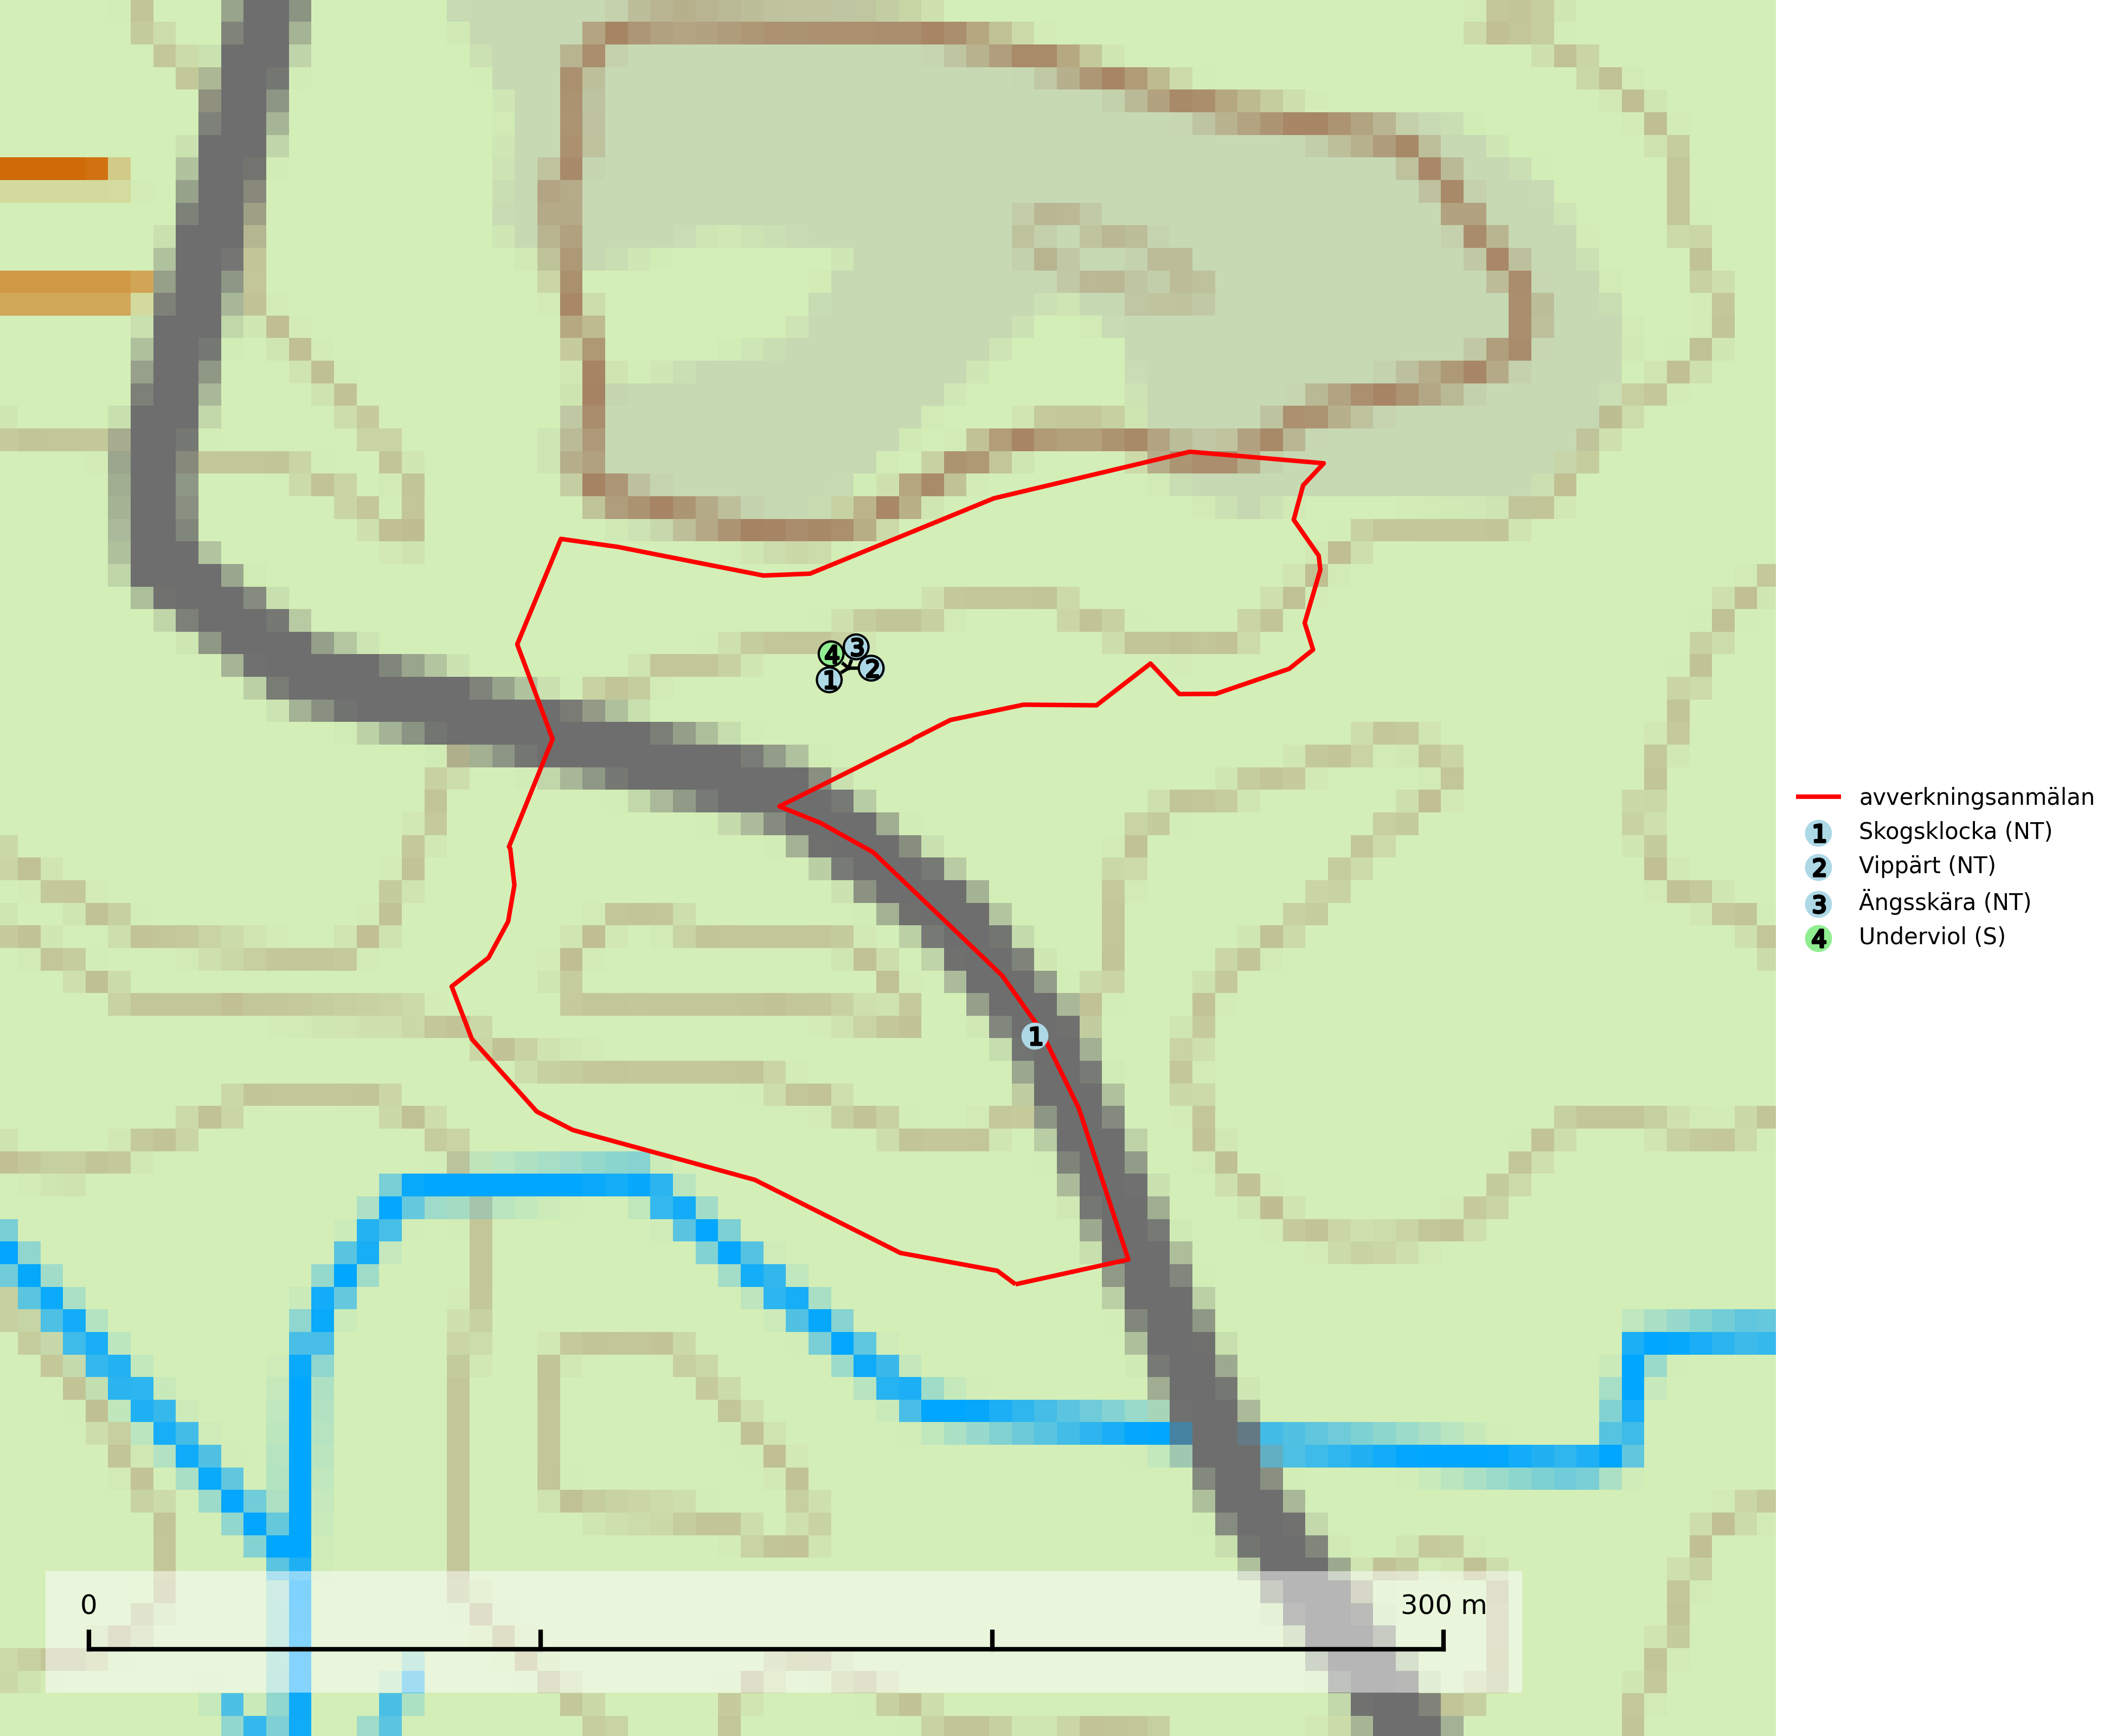 4
3
2
1
avverkningsanmälan
1 Skogsklocka (NT)
2 Vippärt (NT)
3 Ängsskära (NT)
4 Underviol (S)
1
0 300 m